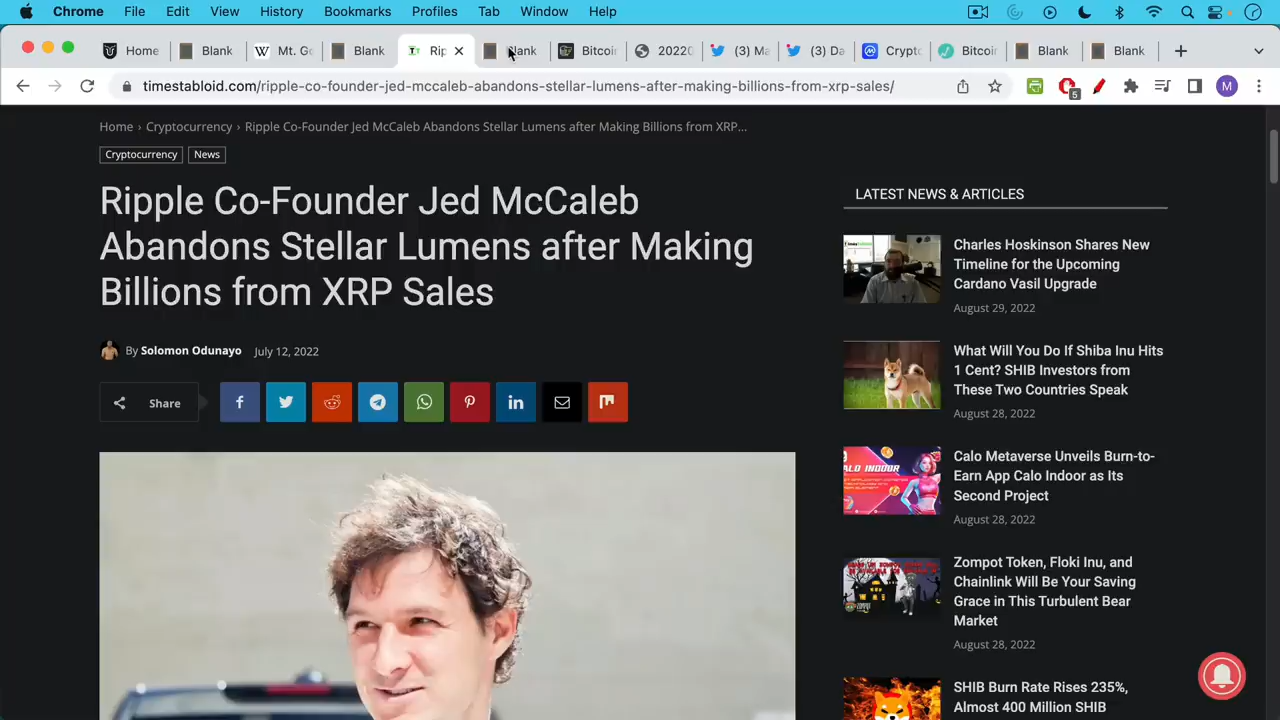 Chrome File Edit View History Bookmarks Profiles Tab Window Help
Home Blank Mt. Go Blank Rip Blank Bitcoi 20220 (3) Ma (3) Da Crypto Bitcoi Blank Blank
timestabloid.com/ripple-co-founder-jed-mccaleb-abandons-stellar-lumens-after-making-billions-from-xrp-sales/
5
M
Home › Cryptocurrency › Ripple Co-Founder Jed McCaleb Abandons Stellar Lumens after Making Billions from XRP...
Cryptocurrency News
Ripple Co-Founder Jed McCaleb
Abandons Stellar Lumens after Making
Billions from XRP Sales
By Solomon Odunayo July 12, 2022
Share
LATEST NEWS & ARTICLES
Charles Hoskinson Shares New
Timeline for the Upcoming
Cardano Vasil Upgrade
August 29, 2022
What Will You Do If Shiba Inu Hits
1 Cent? SHIB Investors from
These Two Countries Speak
August 28, 2022
Calo Metaverse Unveils Burn-to-
Earn App Calo Indoor as Its
Second Project
August 28, 2022
Zompot Token, Floki Inu, and
Chainlink Will Be Your Saving
Grace in This Turbulent Bear
Market
August 28, 2022
SHIB Burn Rate Rises 235%,
Almost 400 Million SHIB